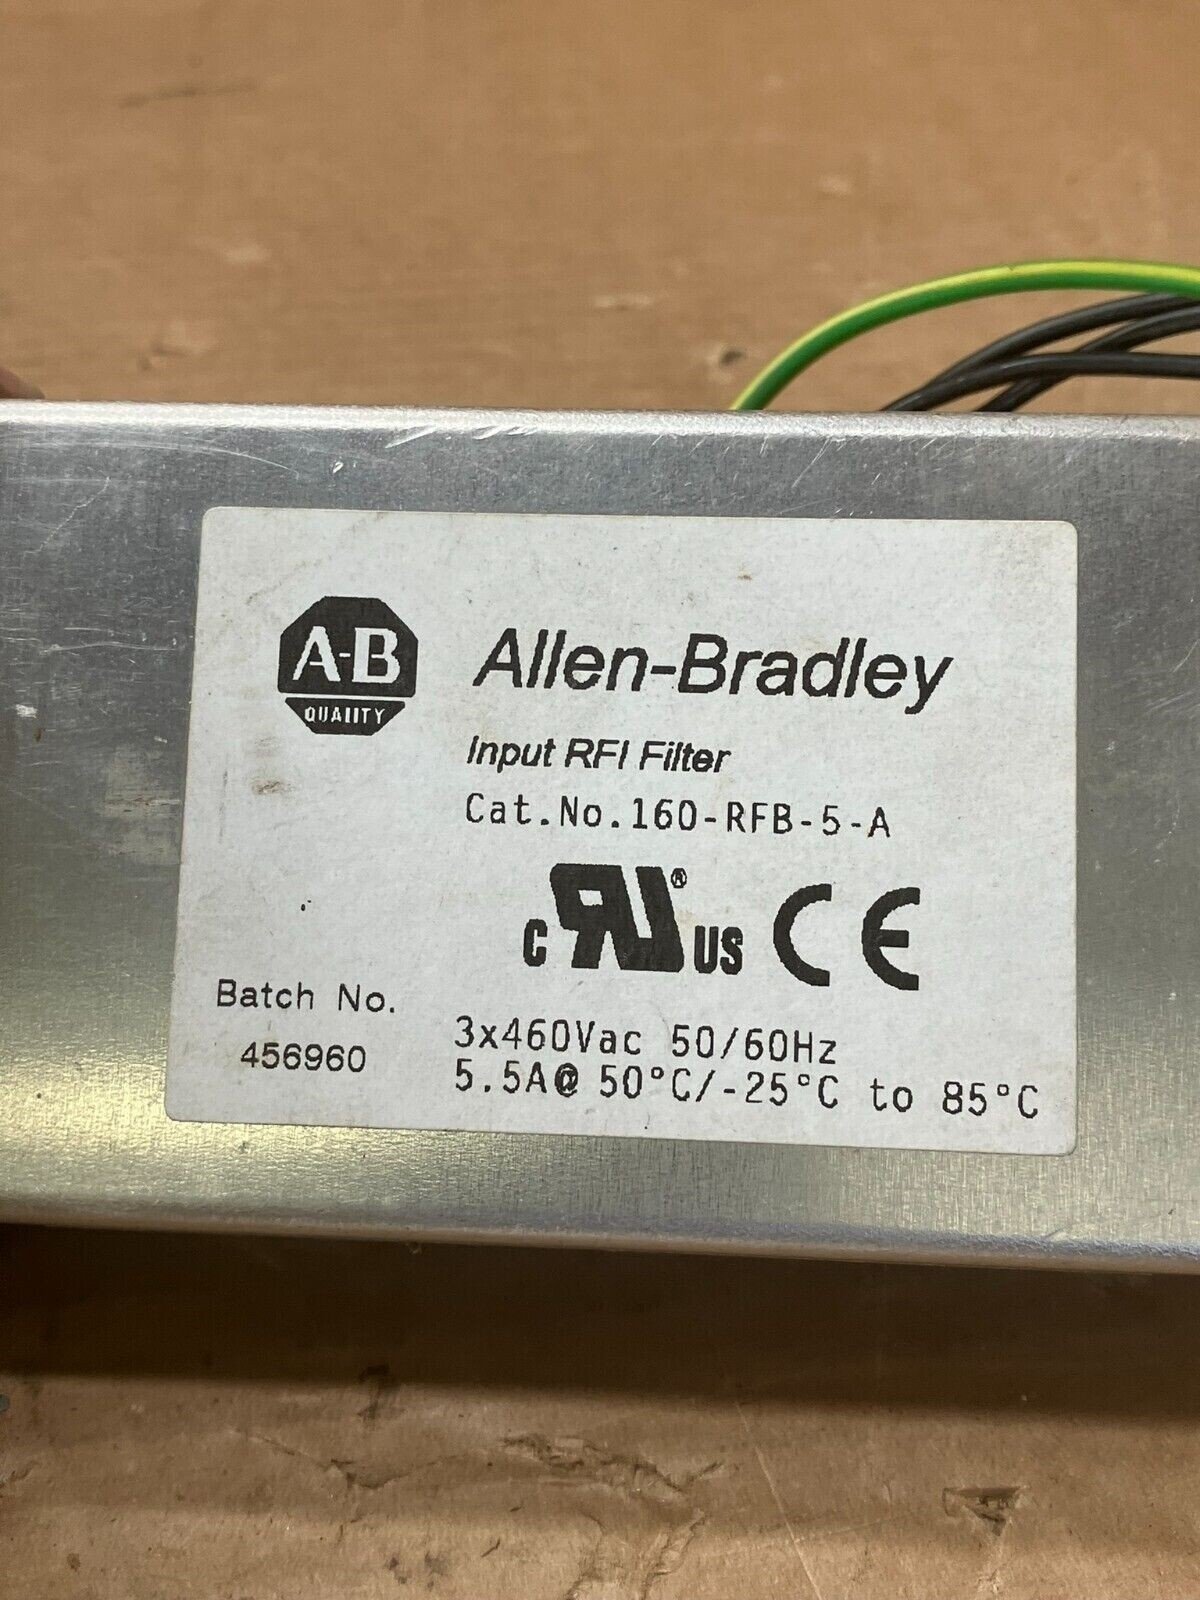 A-B
QUALITY
Allen-Bradley
Input RFI Filter
Cat.No.160-RFB-5-A
c RU® US CE
Batch No.
456960
3x460Vac 50/60Hz
5.5A@ 50°C/-25°C to 85°C